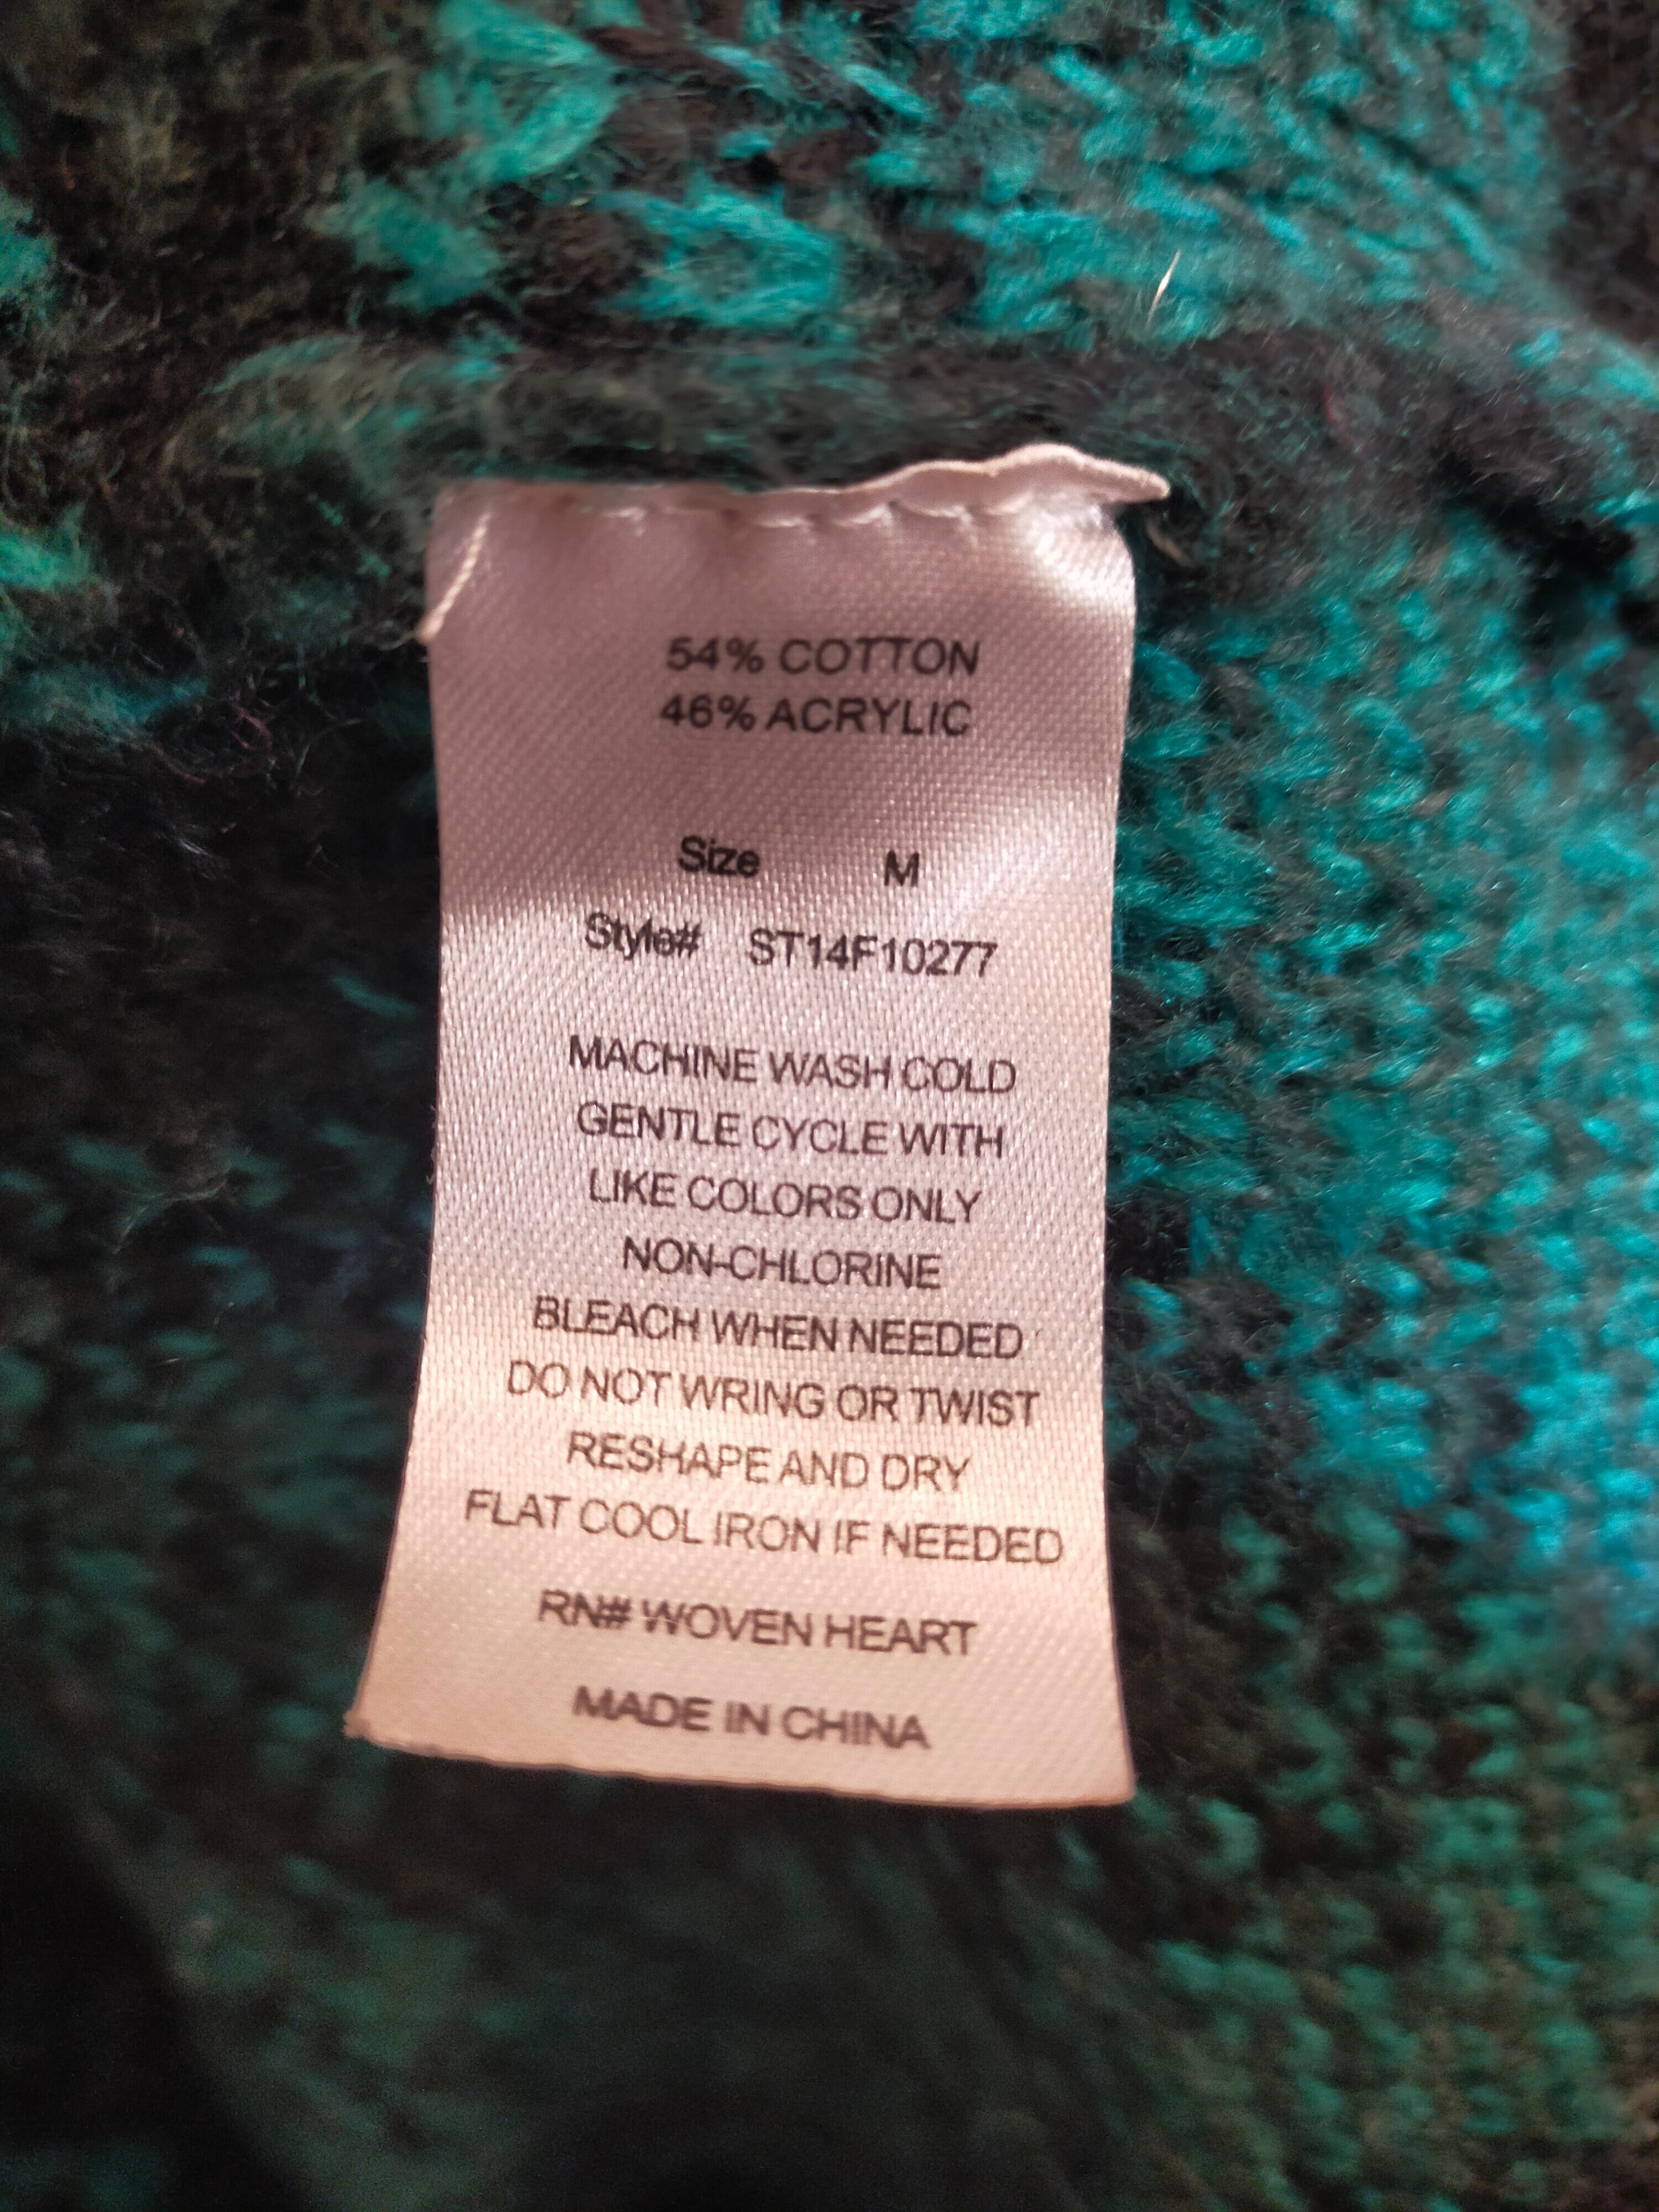 54% COTTON
46% ACRYLIC
Size M
Style# ST14F10277
MACHINE WASH COLD
GENTLE CYCLE WITH
LIKE COLORS ONLY
NON-CHLORINE
BLEACH WHEN NEEDED
DO NOT WRING OR TWIST
RESHAPE AND DRY
FLAT COOL IRON IF NEEDED
RN# WOVEN HEART
MADE IN CHINA